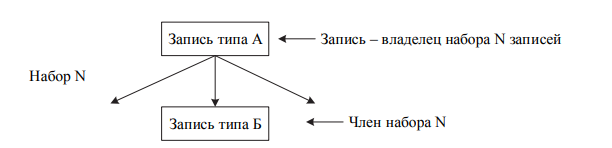 Запись типа А
Запись – владелец набора N записей
Набор N
Запись типа Б
Член набора N